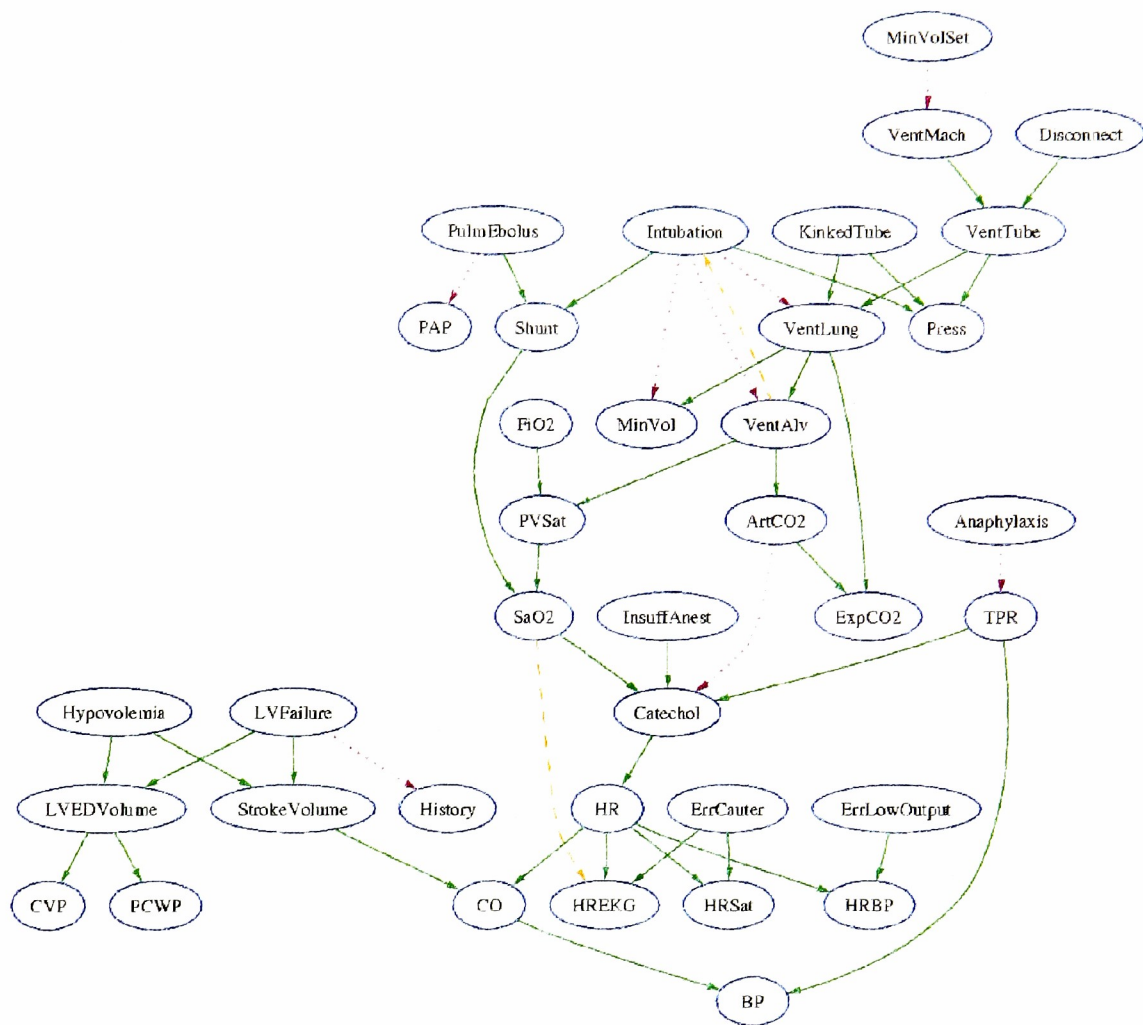 MinVolSet
VentMach
Disconnect
PulmEbolus
Intubation
KinkedTube
VentTube
PAP
Shunt
VentLung
Press
FiO2
MinVol
VentAlv
PVSat
ArtCO2
Anaphylaxis
SaO2
InsuffAnest
ExpCO2
TPR
Hypovolemia
LVFailure
Catechol
LVEDVolume
StrokeVolume
History
HR
ErrCauter
ErrLowOutput
CVP
PCWP
CO
HREKG
HRSat
HRBP
BP